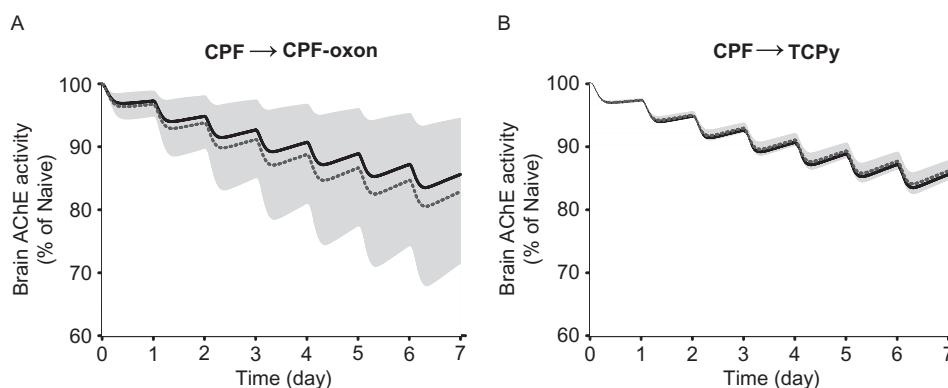 A
CPF → CPF-oxon
Brain AChE activity
(% of Naive)
100
90
80
70
60
0 1 2 3 4 5 6 7
Time (day)
B
CPF → TCPy
Brain AChE activity
(% of Naive)
100
90
80
70
60
0 1 2 3 4 5 6 7
Time (day)